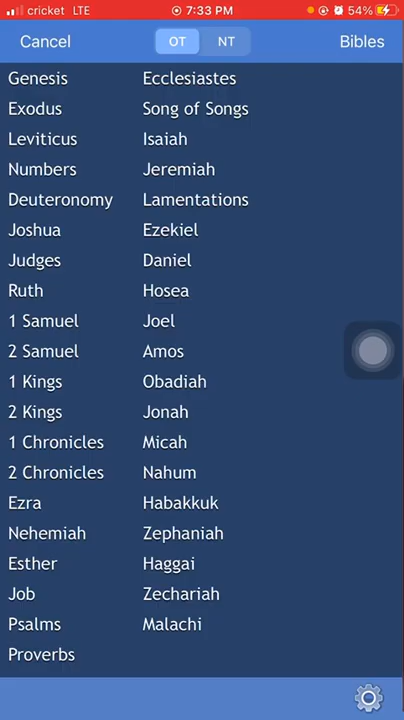 cricket LTE 7:33 PM 54%
Cancel OT NT Bibles
Genesis Ecclesiastes
Exodus Song of Songs
Leviticus Isaiah
Numbers Jeremiah
Deuteronomy Lamentations
Joshua Ezekiel
Judges Daniel
Ruth Hosea
1 Samuel Joel
2 Samuel Amos
1 Kings Obadiah
2 Kings Jonah
1 Chronicles Micah
2 Chronicles Nahum
Ezra Habakkuk
Nehemiah Zephaniah
Esther Haggai
Job Zechariah
Psalms Malachi
Proverbs